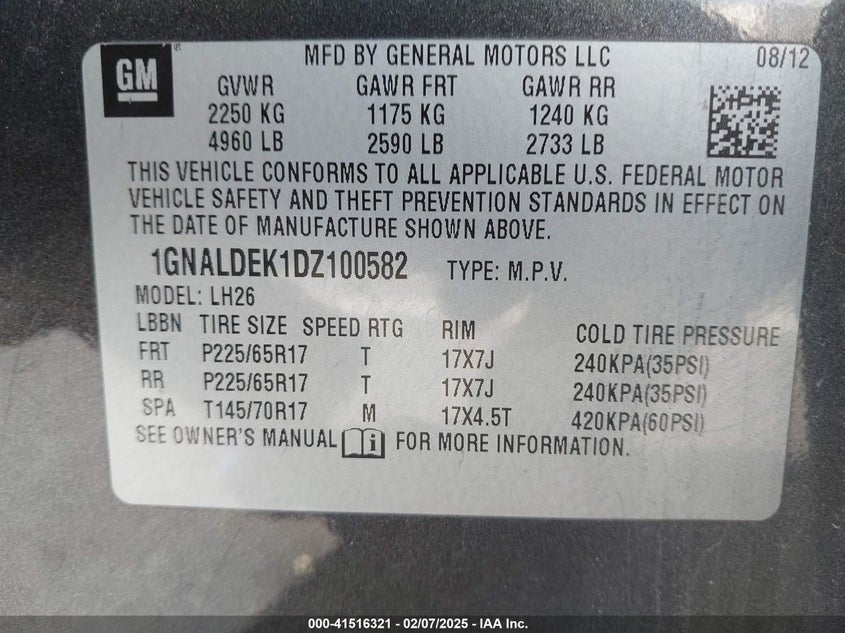 GM
MFD BY GENERAL MOTORS LLC 08/12
GVWR GAWR FRT GAWR RR
2250 KG 1175 KG 1240 KG
4960 LB 2590 LB 2733 LB
THIS VEHICLE CONFORMS TO ALL APPLICABLE U.S. FEDERAL MOTOR
VEHICLE SAFETY AND THEFT PREVENTION STANDARDS IN EFFECT ON
THE DATE OF MANUFACTURE SHOWN ABOVE.
1GNALDEK1DZ100582 TYPE: M.P.V.
MODEL: LH26
LBBN TIRE SIZE SPEED RTG RIM COLD TIRE PRESSURE
FRT P225/65R17 T 17X7J 240KPA(35PSI)
RR P225/65R17 T 17X7J 240KPA(35PSI)
SPA T145/70R17 M 17X4.5T 420KPA(60PSI)
SEE OWNER'S MANUAL FOR MORE INFORMATION.
000-41516321 - 02/07/2025 - IAA Inc.